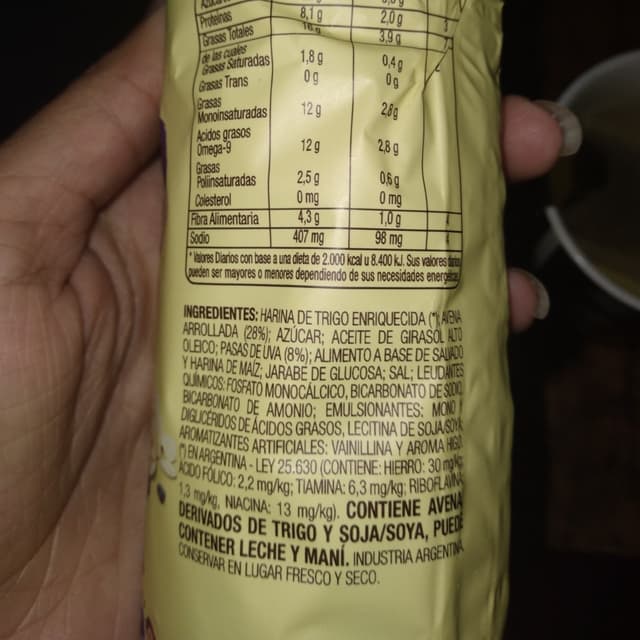 Proteínas 8,1 g 2,0 g 3
Grasas Totales 16 g 3,9 g
de las cuales
Grasas Saturadas 1,8 g 0,4 g
Grasas Trans 0 g 0 g
Grasas
Monoinsaturadas 12 g 2,8 g
Acidos grasos
Omega-9 12 g 2,8 g
Grasas
Poliinsaturadas 2,5 g 0,6 g
Colesterol 0 mg 0 mg
Fibra Alimentaria 4,3 g 1,0 g 4
Sodio 407 mg 98 mg
* Valores Diarios con base a una dieta de 2.000 kcal u 8.400 kJ. Sus valores diarios
pueden ser mayores o menores dependiendo de sus necesidades energéticas.
INGREDIENTES: HARINA DE TRIGO ENRIQUECIDA (*); AVENA
ARROLLADA (28%); AZÚCAR; ACEITE DE GIRASOL ALTO
OLEICO; PASAS DE UVA (8%); ALIMENTO A BASE DE SALVADO
Y HARINA DE MAÍZ; JARABE DE GLUCOSA; SAL; LEUDANTES
QUÍMICOS: FOSFATO MONOCÁLCICO, BICARBONATO DE SODIO,
BICARBONATO DE AMONIO; EMULSIONANTES: MONO Y
DIGLICÉRIDOS DE ÁCIDOS GRASOS, LECITINA DE SOJA/SOYA;
AROMATIZANTES ARTIFICIALES: VAINILLINA Y AROMA HIGO.
(*) EN ARGENTINA - LEY 25.630 (CONTIENE: HIERRO: 30 mg/kg;
ÁCIDO FÓLICO: 2,2 mg/kg; TIAMINA: 6,3 mg/kg; RIBOFLAVINA:
1,3 mg/kg, NIACINA: 13 mg/kg). CONTIENE AVENA,
DERIVADOS DE TRIGO Y SOJA/SOYA, PUEDE
CONTENER LECHE Y MANÍ. INDUSTRIA ARGENTINA
CONSERVAR EN LUGAR FRESCO Y SECO.